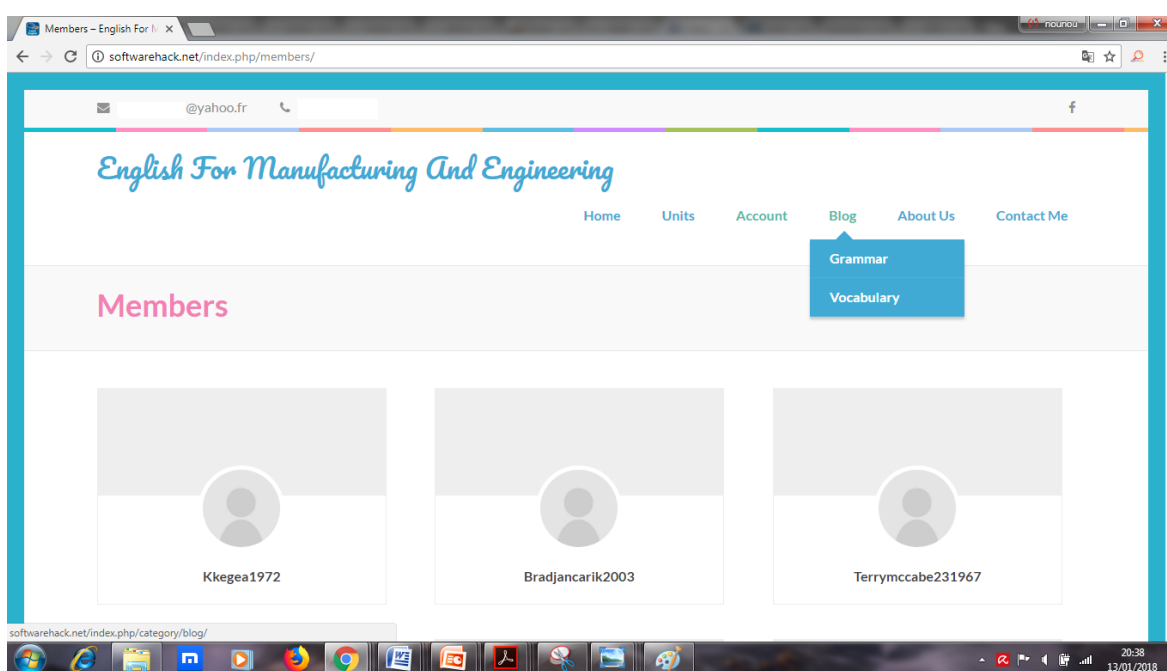 Members – English For M
nounou
softwarehack.net/index.php/members/
@yahoo.fr
English For Manufacturing And Engineering
Home Units Account Blog About Us Contact Me
Grammar
Vocabulary
Members
Kkegea1972 Bradjancarik2003 Terrymccabe231967
softwarehack.net/index.php/category/blog/
20:38
13/01/2018